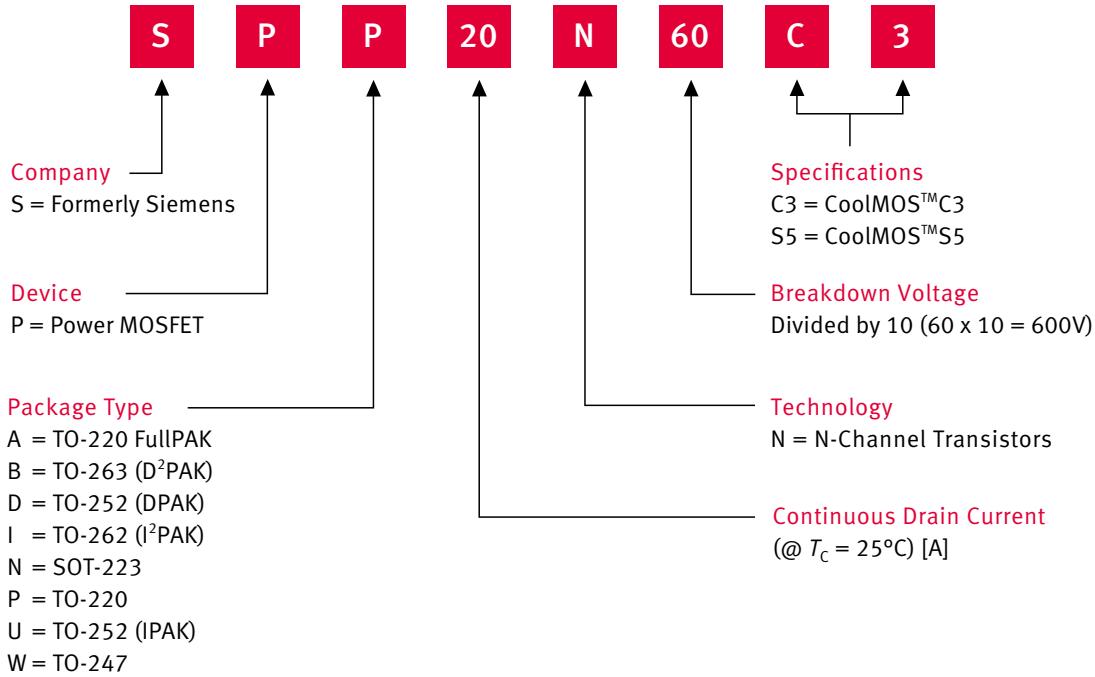 S P P 20 N 60 C 3
Company
S = Formerly Siemens
Device
P = Power MOSFET
Package Type
A = TO-220 FullPAK
B = TO-263 (D²PAK)
D = TO-252 (DPAK)
I = TO-262 (I²PAK)
N = SOT-223
P = TO-220
U = TO-252 (IPAK)
W = TO-247
Specifications
C3 = CoolMOS™C3
S5 = CoolMOS™S5
Breakdown Voltage
Divided by 10 (60 x 10 = 600V)
Technology
N = N-Channel Transistors
Continuous Drain Current
(@ T_C = 25°C) [A]